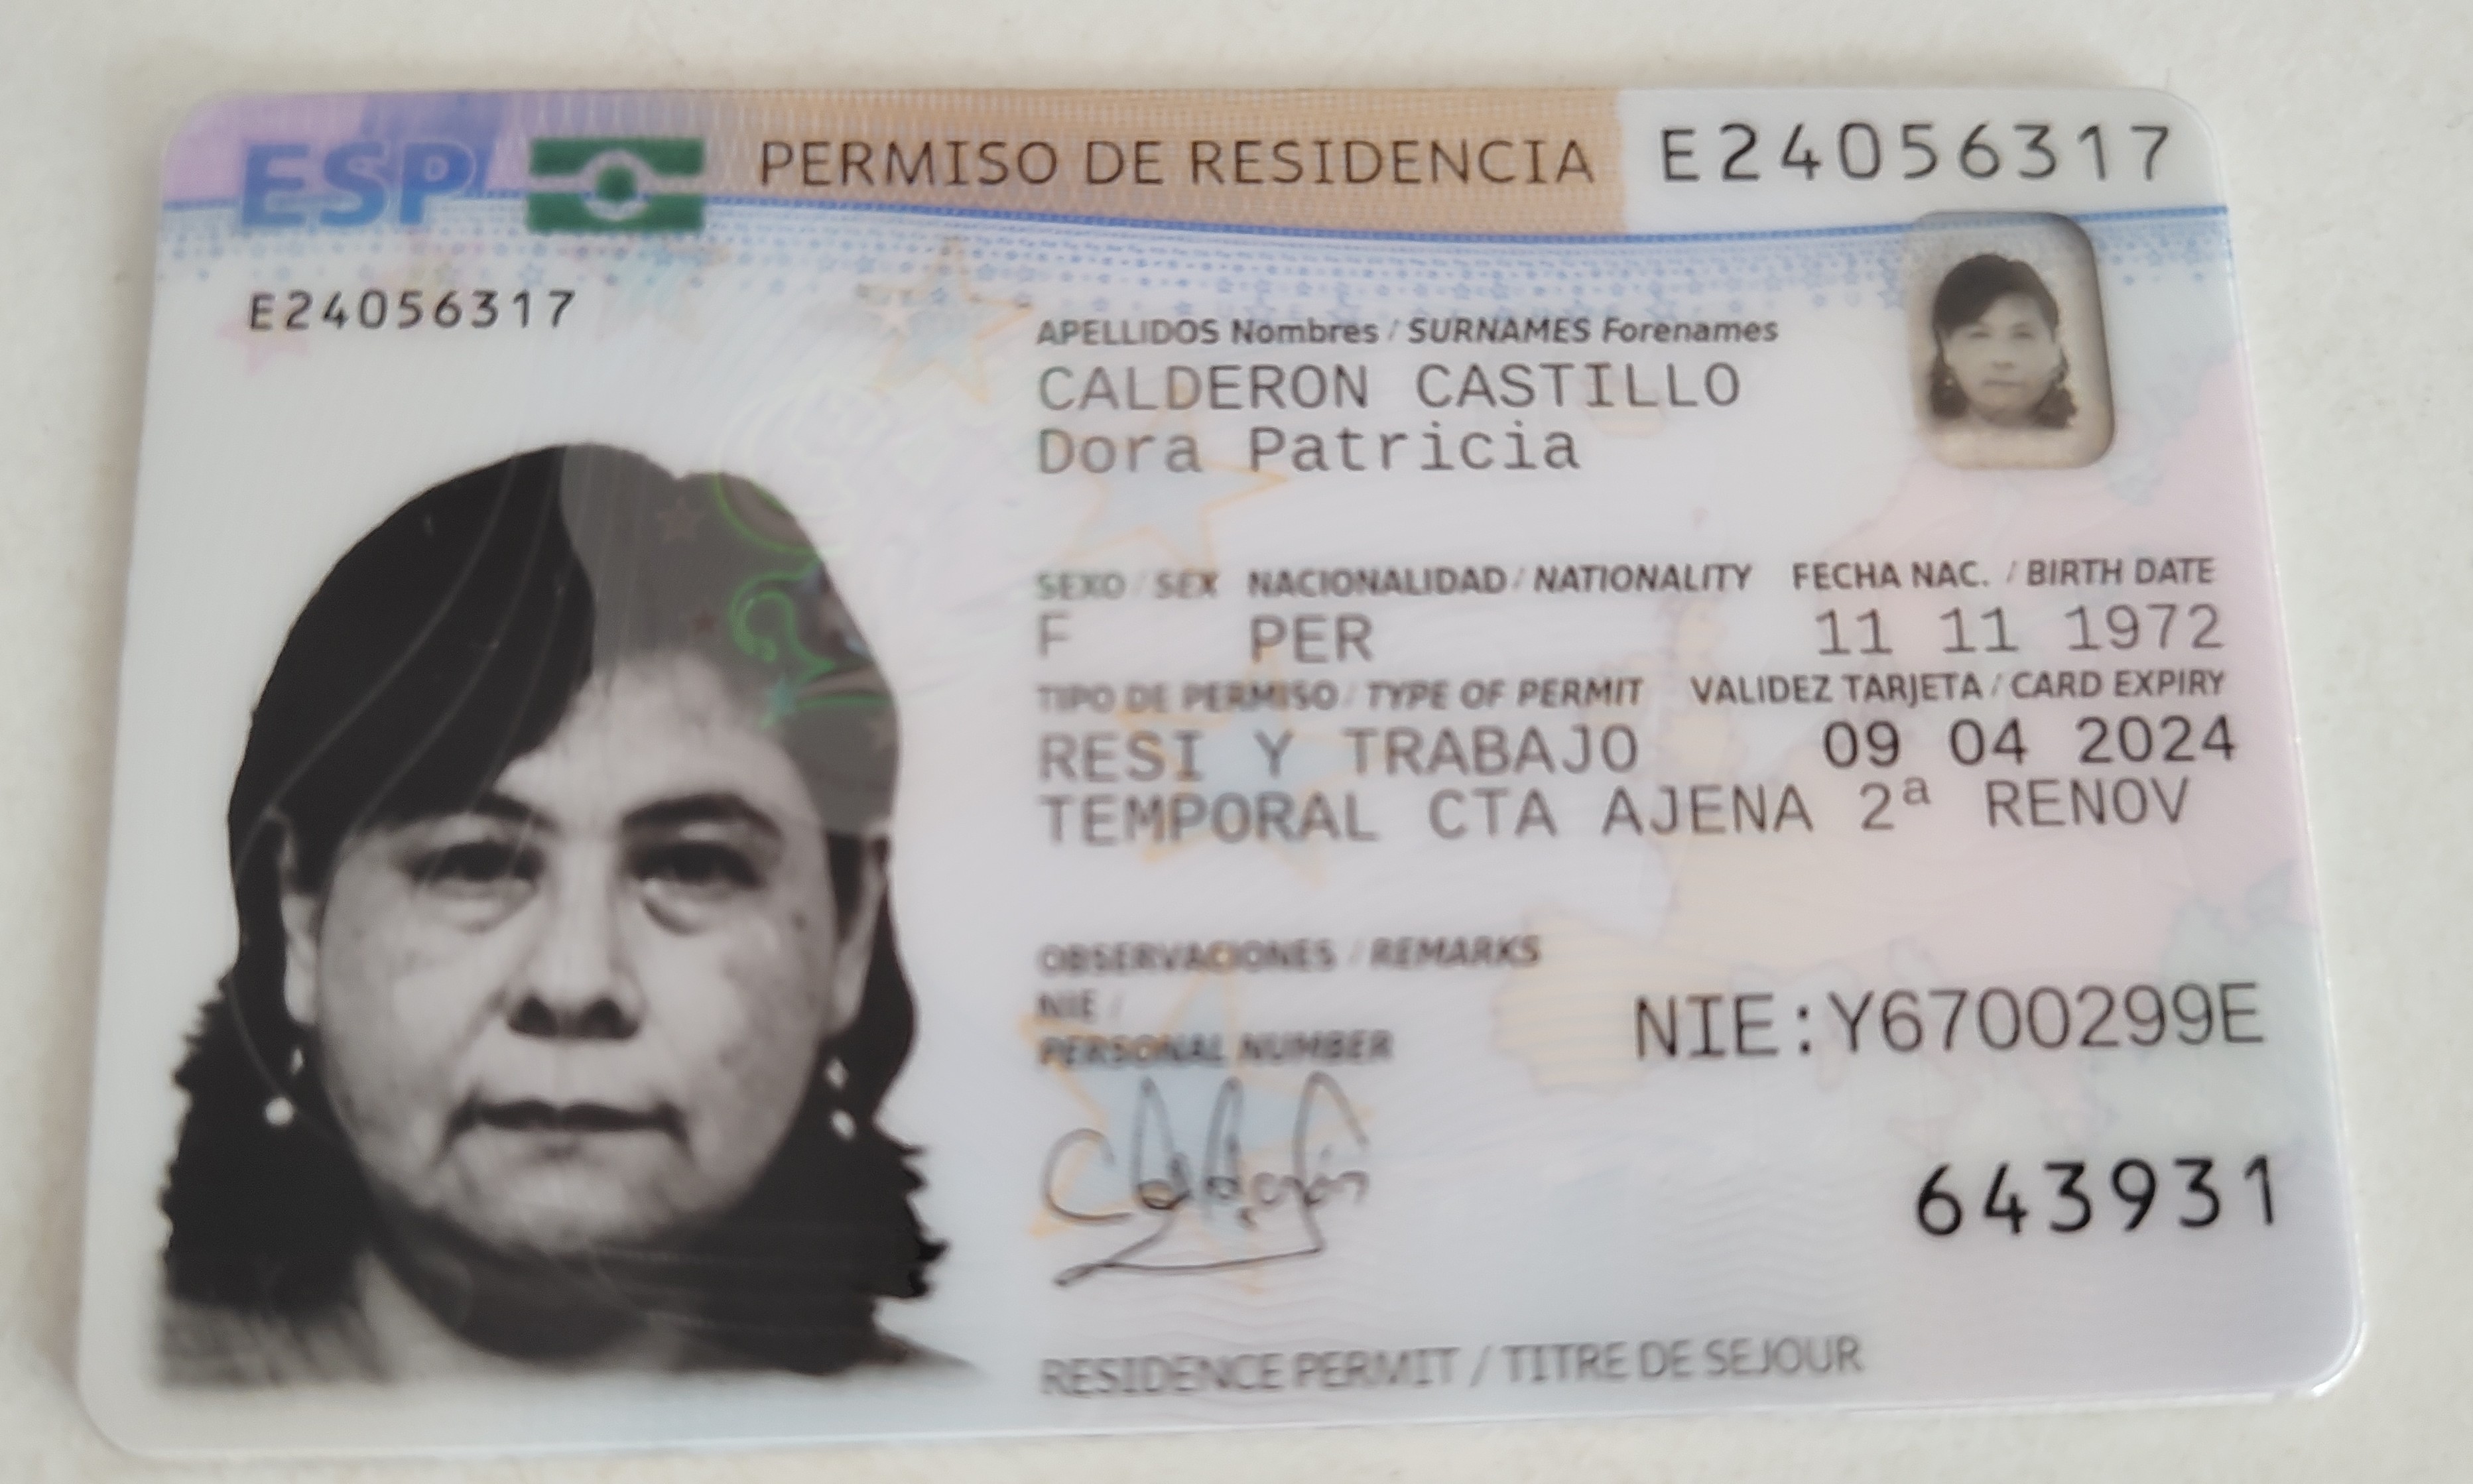 ESP PERMISO DE RESIDENCIA E24056317
E24056317
APELLIDOS Nombres / SURNAMES Forenames
CALDERON CASTILLO
Dora Patricia
SEXO / SEX NACIONALIDAD / NATIONALITY FECHA NAC. / BIRTH DATE
F PER 11 11 1972
TIPO DE PERMISO / TYPE OF PERMIT VALIDEZ TARJETA / CARD EXPIRY
RESI Y TRABAJO 09 04 2024
TEMPORAL CTA AJENA 2ª RENOV
OBSERVACIONES / REMARKS
NIE / NIE:Y6700299E
PERSONAL NUMBER
Calderón
643931
RESIDENCE PERMIT / TITRE DE SEJOUR